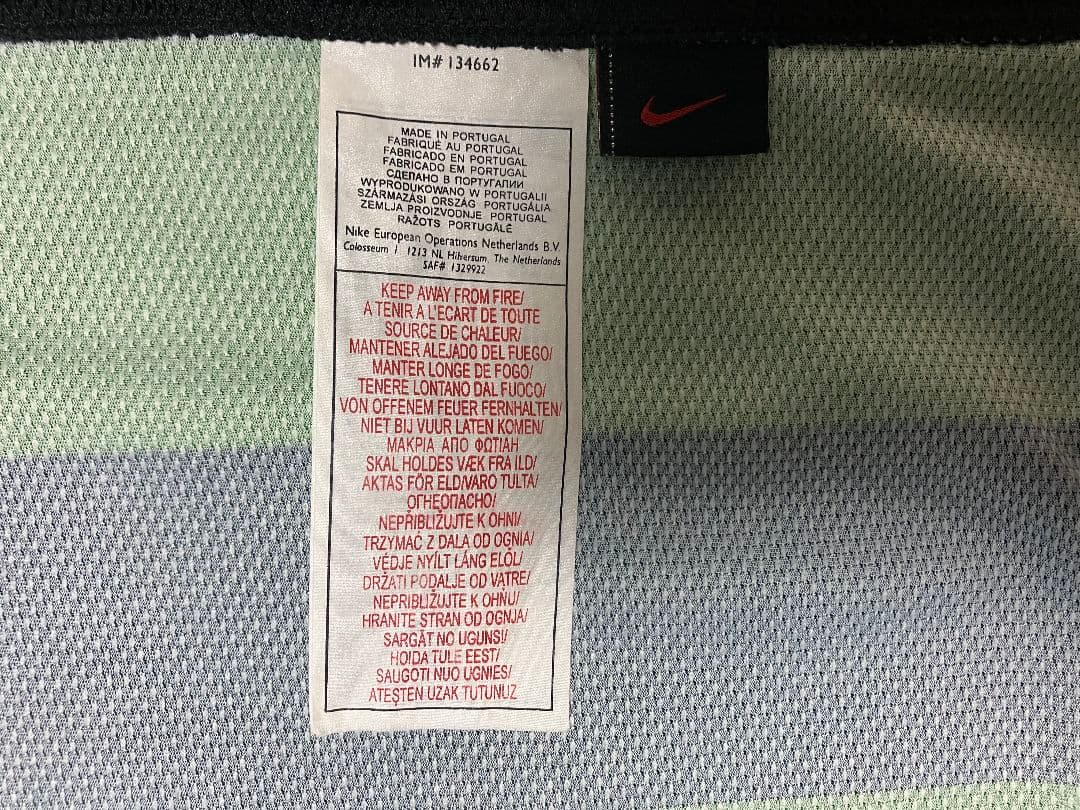 IM# 134662
MADE IN PORTUGAL
FABRIQUÉ AU PORTUGAL
FABRICADO EN PORTUGAL
FABRICADO EM PORTUGAL
СДЕЛАНО В ПОРТУГАЛИИ
WYPRODUKOWANO W PORTUGALII
SZÁRMAZÁSI ORSZÁG PORTUGÁLIA
ZEMLJA PROIZVODNJE PORTUGAL
RAŽOTS PORTUGĀLĒ
Nike European Operations Netherlands B.V.
Colosseum 1 1213 NL Hilversum, The Netherlands
SAF# 1329922
KEEP AWAY FROM FIRE/
A TENIR A L'ECART DE TOUTE
SOURCE DE CHALEUR/
MANTENER ALEJADO DEL FUEGO/
MANTER LONGE DE FOGO/
TENERE LONTANO DAL FUOCO/
VON OFFENEM FEUER FERNHALTEN/
NIET BIJ VUUR LATEN KOMEN/
ΜΑΚΡΙΑ ΑΠΟ ΦΩΤΙΑΗ
SKAL HOLDES VÆK FRA ILD/
AKTAS FÖR ELD/VARO TULTA/
ОГНЕОПАСНО/
NEPŘIBLIŽUJTE K OHNI/
TRZYMAĆ Z DALA OD OGNIA/
VÉDJE NYÍLT LÁNG ELŐL/
DRŽATI PODALJE OD VATRE/
NEPRIBLIŽUJTE K OHŇU/
HRANITE STRAN OD OGNJA/
SARGĀT NO UGUNS!/
HOIDA TULE EEST/
SAUGOTI NUO UGNIES/
ATEŞTEN UZAK TUTUNUZ